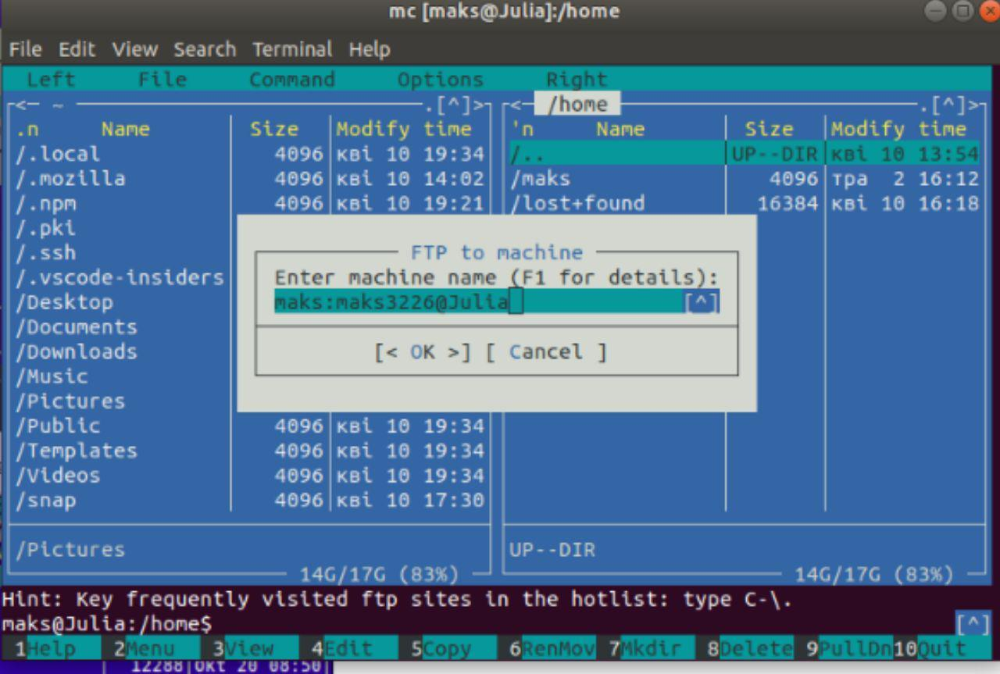 mc [maks@Julia]:/home
File Edit View Search Terminal Help
Left File Command Options Right
<─ ~ .[^]> <─ /home .[^]>
.n Name Size Modify time 'n Name Size Modify time
/.local 4096 кві 10 19:34 /.. UP--DIR кві 10 13:54
/.mozilla 4096 кві 10 14:02 /maks 4096 тра 2 16:12
/.npm 4096 кві 10 19:21 /lost+found 16384 кві 10 16:18
/.pki
/.ssh FTP to machine
/.vscode-insiders Enter machine name (F1 for details):
/Desktop maks:maks3226@Julia [^]
/Documents
/Downloads [< OK >] [ Cancel ]
/Music
/Pictures
/Public 4096 кві 10 19:34
/Templates 4096 кві 10 19:34
/Videos 4096 кві 10 19:34
/snap 4096 кві 10 17:30
/Pictures UP--DIR
14G/17G (83%) 14G/17G (83%)
Hint: Key frequently visited ftp sites in the hotlist: type C-\.
maks@Julia:/home$ [^]
1Help 2Menu 3View 4Edit 5Copy 6RenMov 7Mkdir 8Delete 9PullDn 10Quit
12288 окт 20 08:50